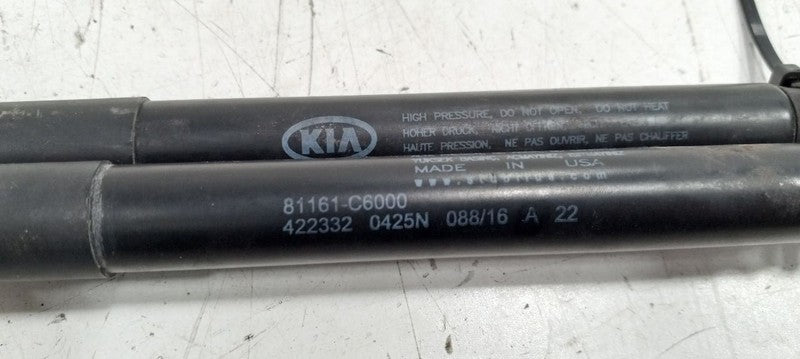 KIA
HIGH PRESSURE, DO NOT OPEN, DO NOT HEAT
HOHER DRUCK, NICHT
HAUTE PRESSION, NE PAS OUVRIR, NE PAS CHAUFFER
MADE IN USA
81161-C6000
422332 0425N 088/16 A 22